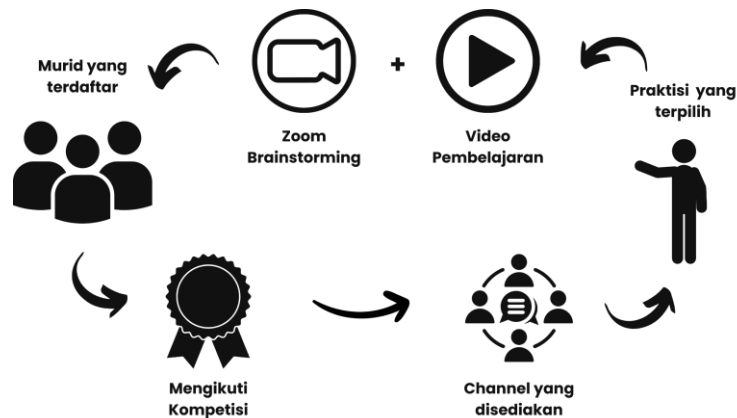 Murid yang
terdaftar
+
Zoom
Brainstorming
Video
Pembelajaran
Praktisi yang
terpilih
Mengikuti
Kompetisi
Channel yang
disediakan